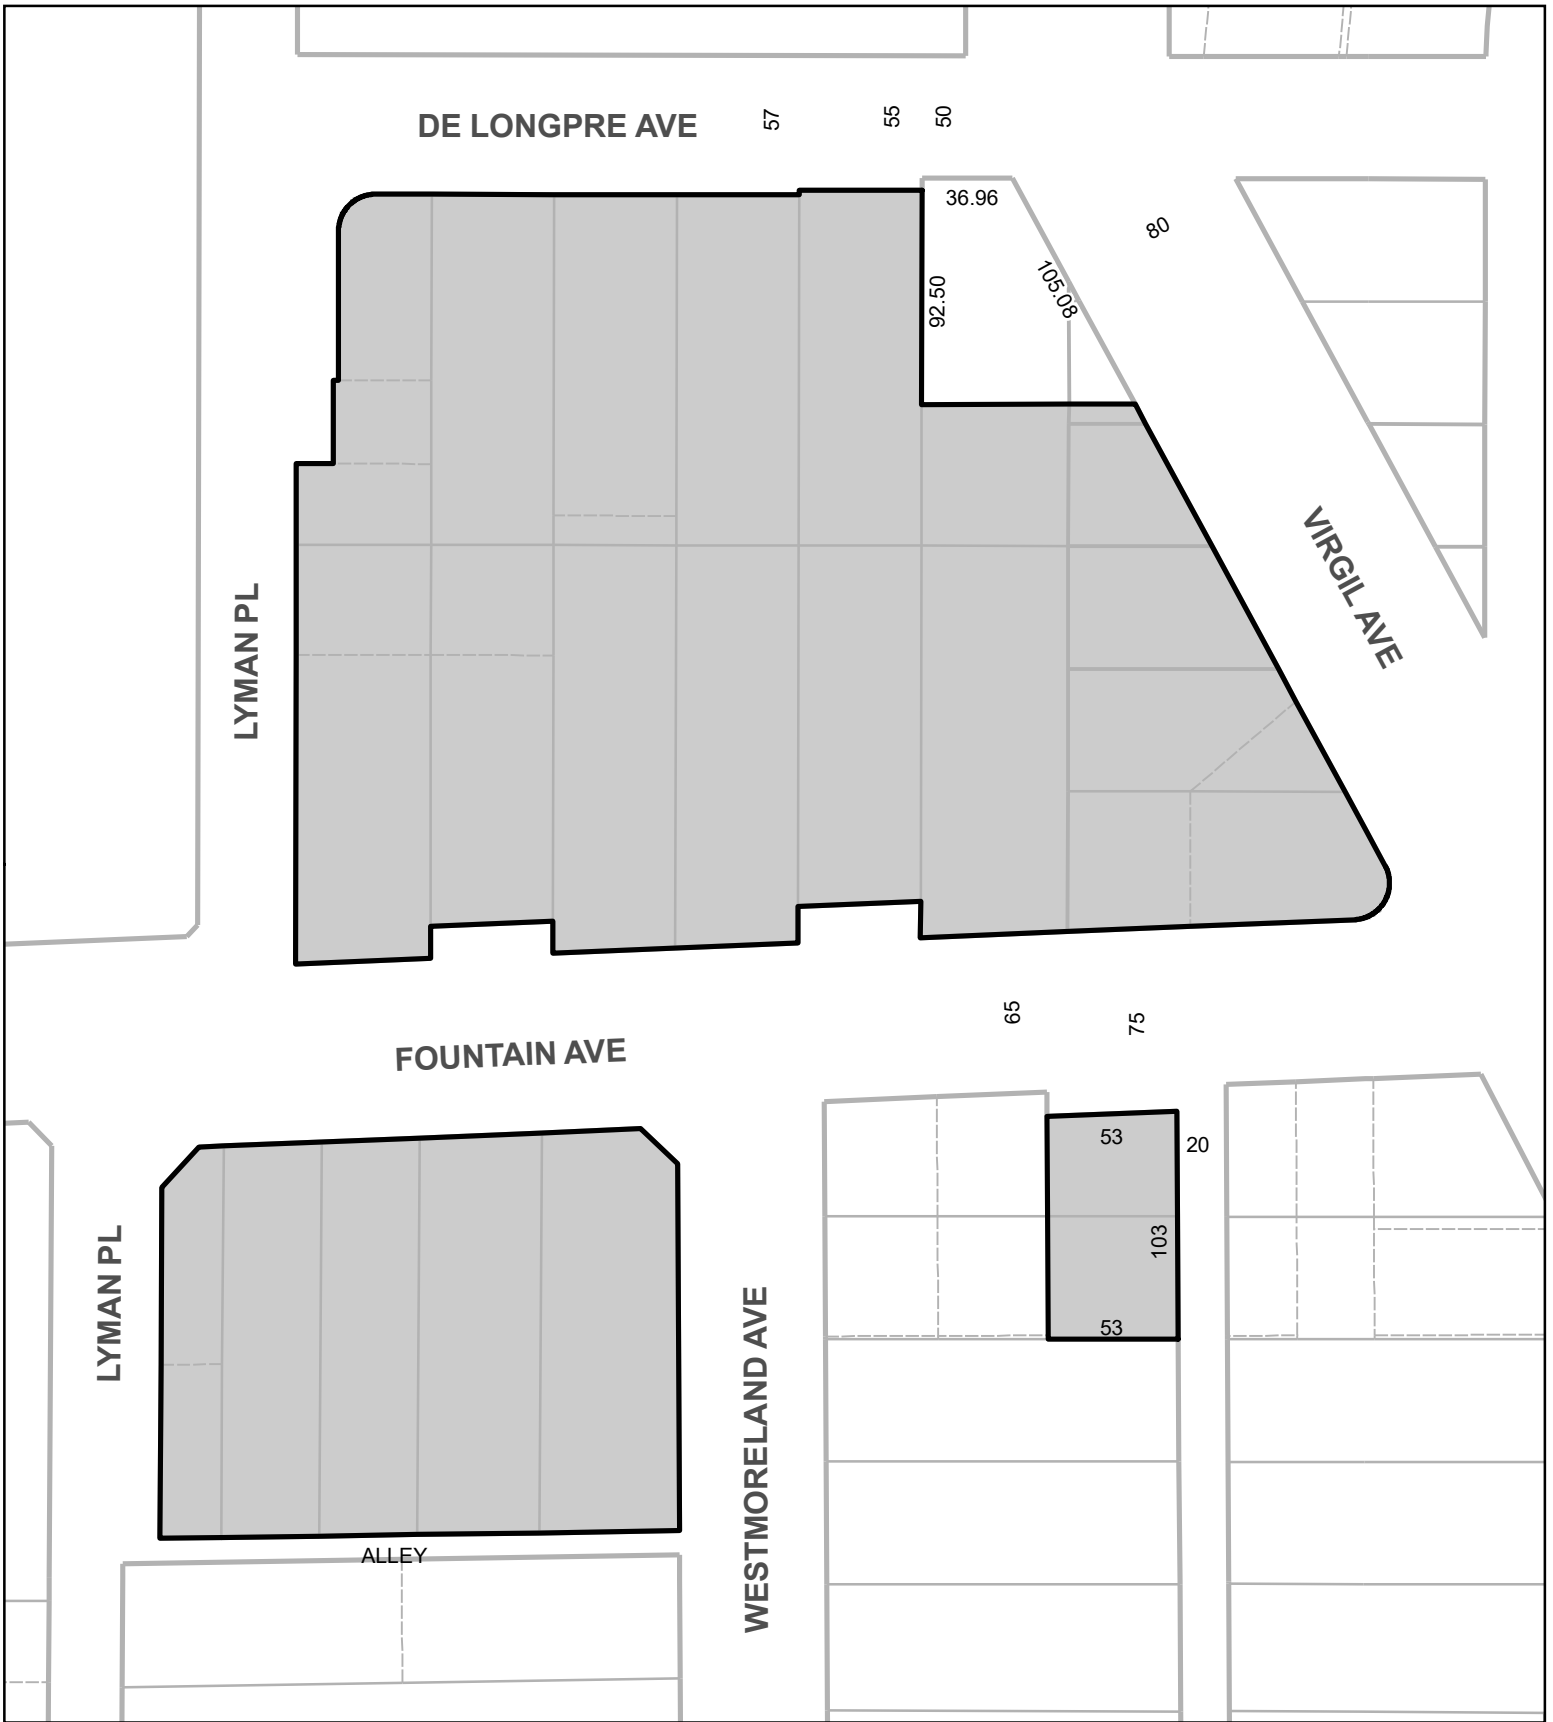 DE LONGPRE AVE
57
55
50
36.96
80
92.50
105.08
VIRGIL AVE
LYMAN PL
65
75
FOUNTAIN AVE
53
20
103
53
LYMAN PL
WESTMORELAND AVE
ALLEY